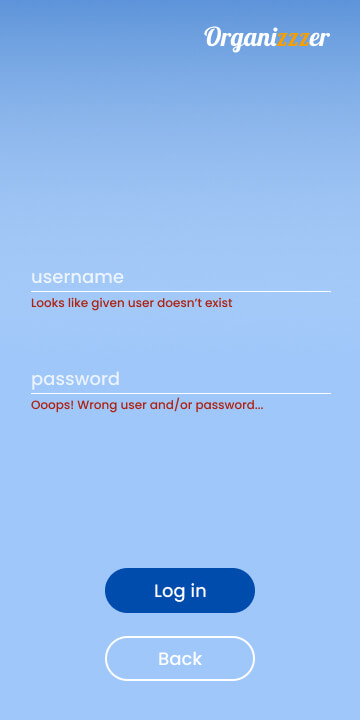 Organizzzer
username
Looks like given user doesn't exist
password
Ooops! Wrong user and/or password...
Log in
Back